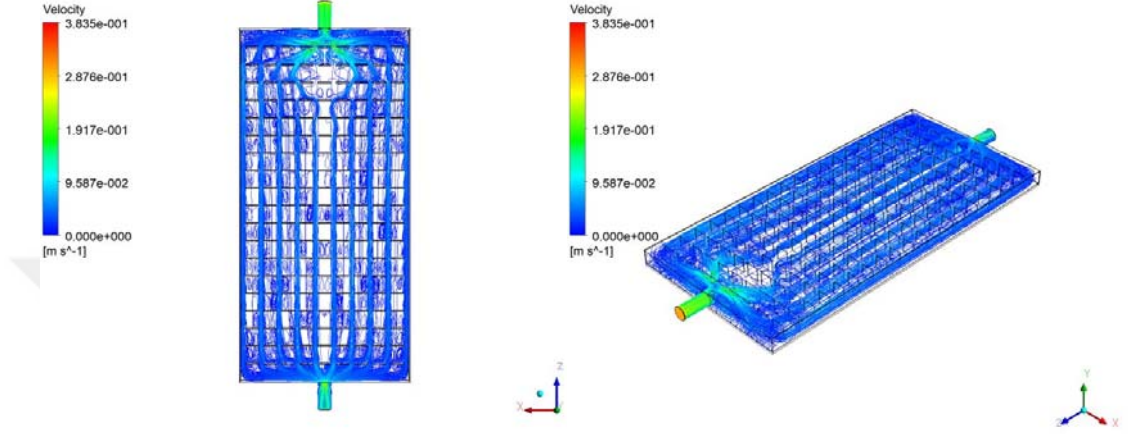 Velocity
3.835e-001
2.876e-001
1.917e-001
9.587e-002
0.000e+000
[m s^-1]
Z
X
Y
Velocity
3.835e-001
2.876e-001
1.917e-001
9.587e-002
0.000e+000
[m s^-1]
Y
Z
X